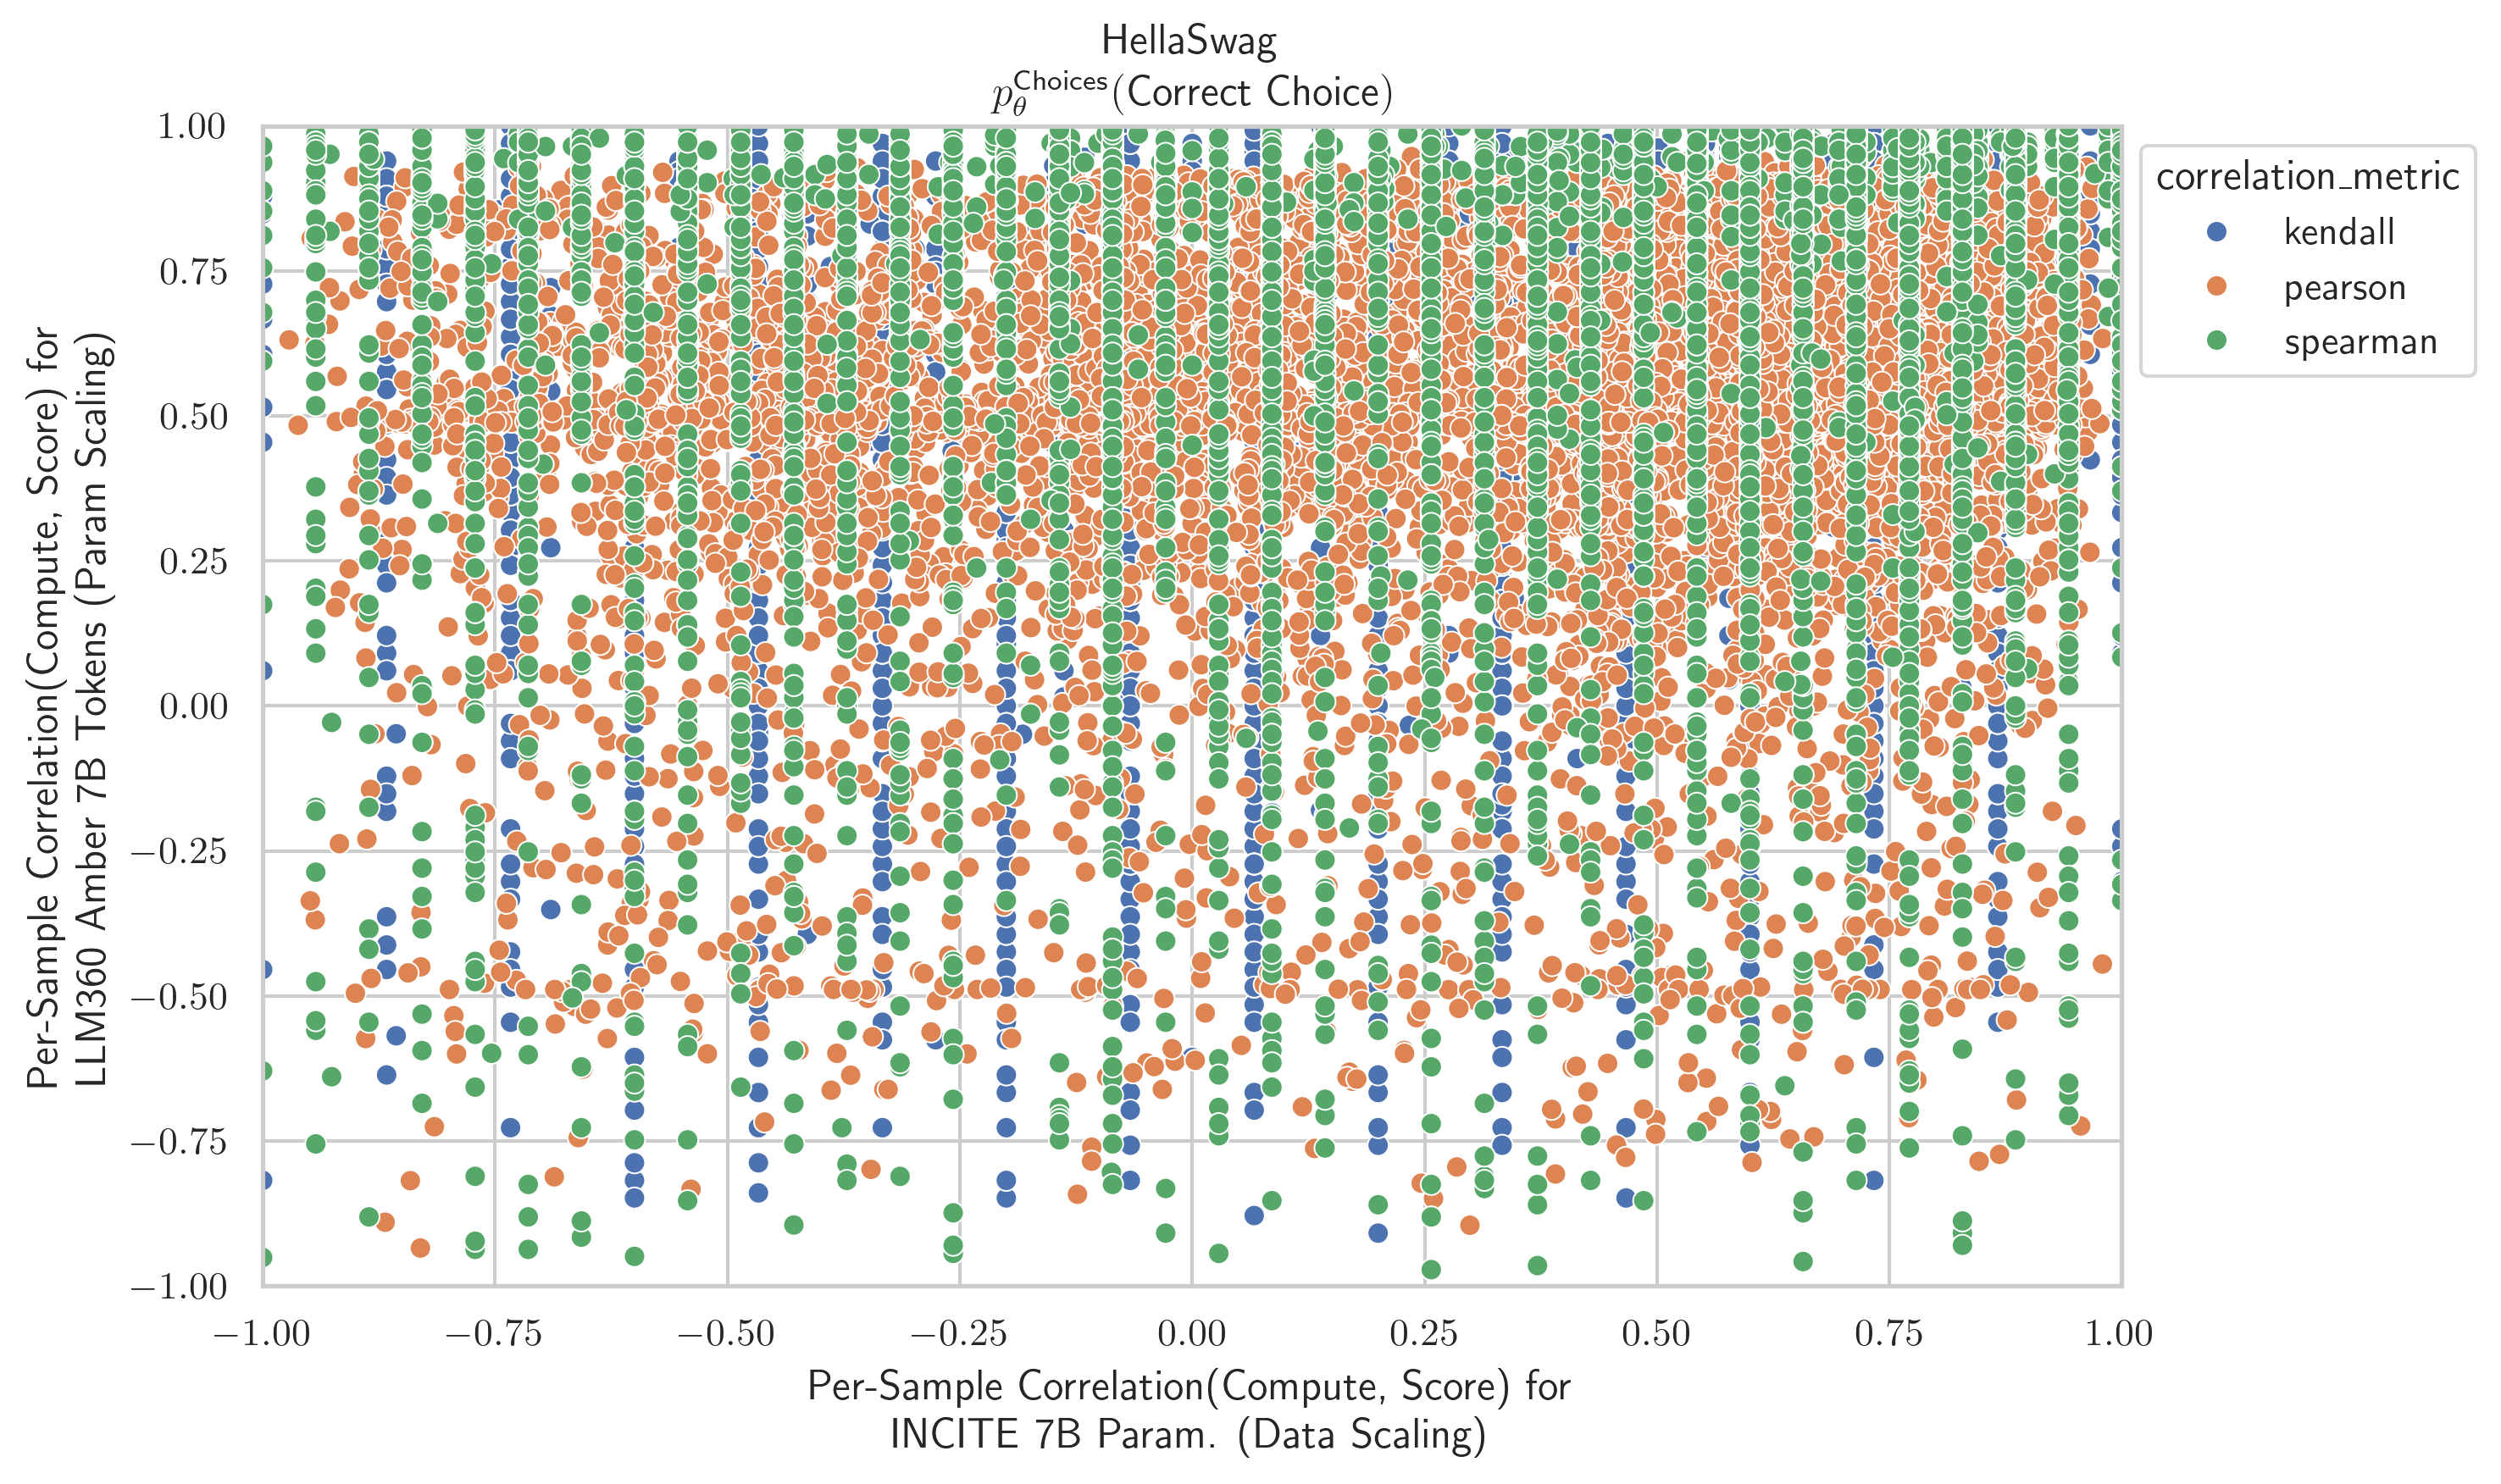 HellaSwag
p_θ^Choices(Correct Choice)
Per-Sample Correlation(Compute, Score) for
LLM360 Amber 7B Tokens (Param Scaling)
1.00
0.75
0.50
0.25
0.00
−0.25
−0.50
−0.75
−1.00
−1.00 −0.75 −0.50 −0.25 0.00 0.25 0.50 0.75 1.00
Per-Sample Correlation(Compute, Score) for
INCITE 7B Param. (Data Scaling)
correlation_metric
kendall
pearson
spearman